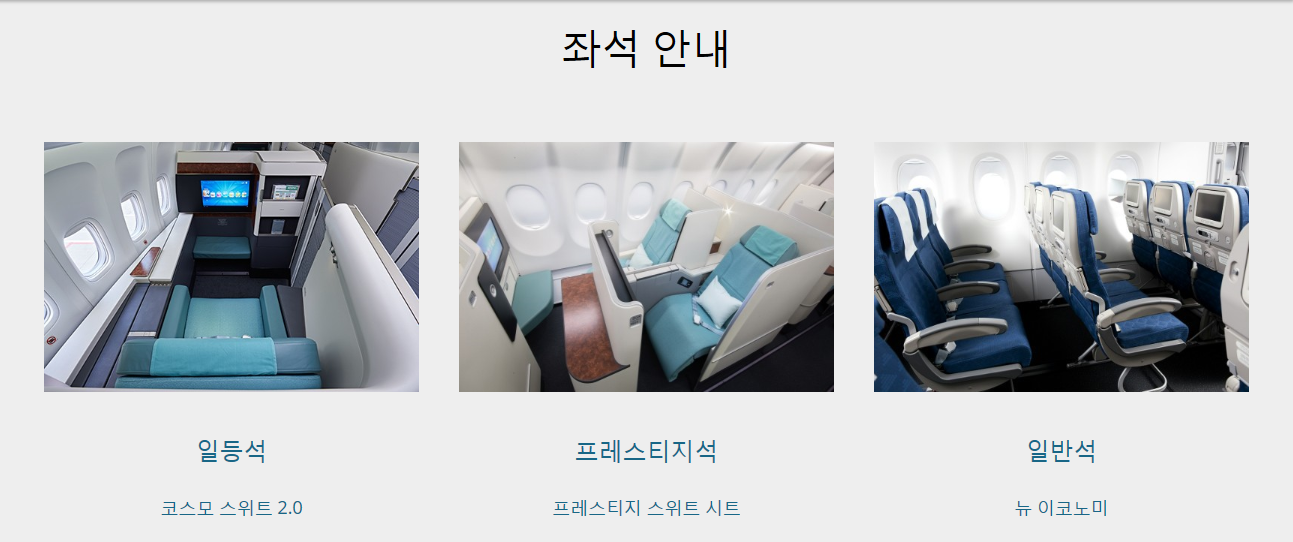 좌석 안내
일등석
프레스티지석
일반석
코스모 스위트 2.0
프레스티지 스위트 시트
뉴 이코노미